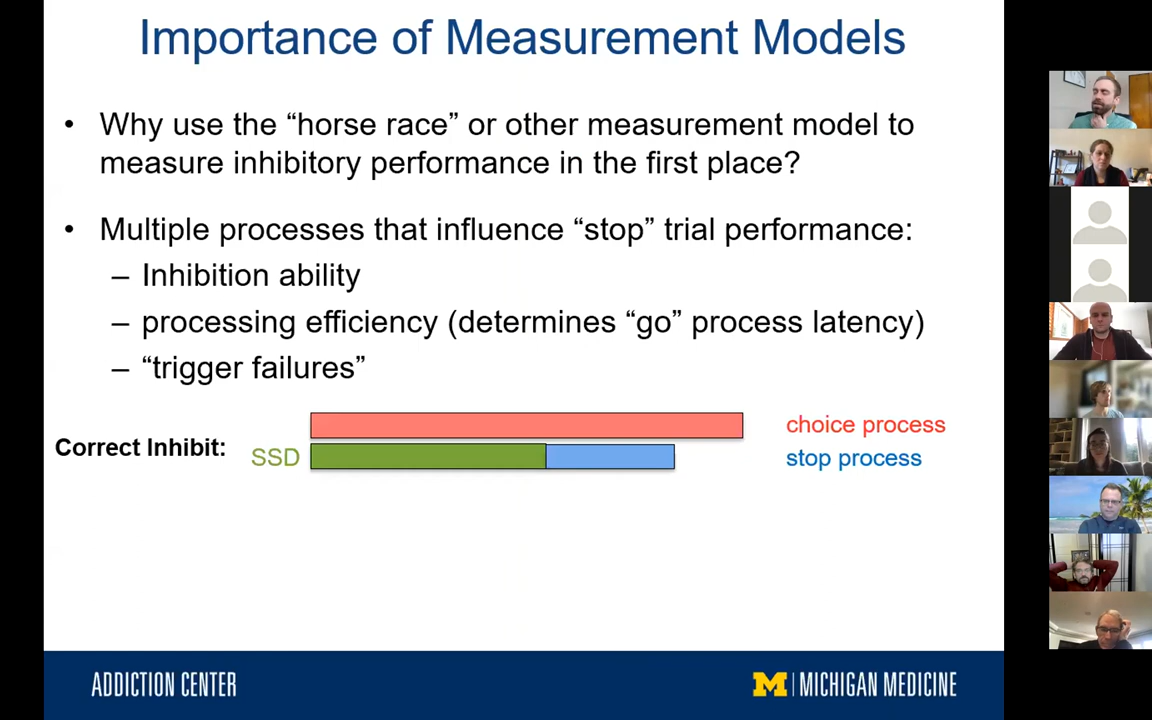 Importance of Measurement Models
• Why use the “horse race” or other measurement model to
measure inhibitory performance in the first place?
• Multiple processes that influence “stop” trial performance:
– Inhibition ability
– processing efficiency (determines “go” process latency)
– “trigger failures”
choice process
Correct Inhibit:
SSD
stop process
ADDICTION CENTER
M | MICHIGAN MEDICINE